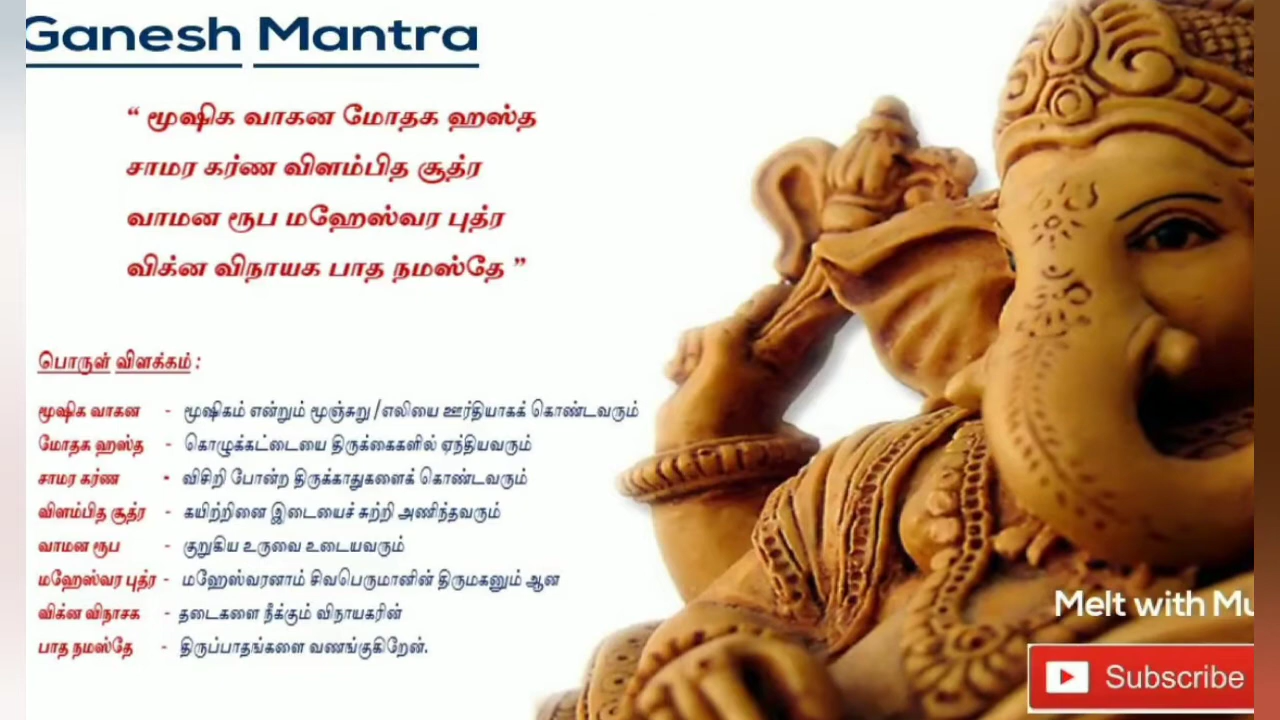 Ganesh Mantra
“ மூஷிக வாகன மோதக ஹஸ்த
சாமர கர்ண விளம்பித சூத்ர
வாமன ரூப மஹேஸ்வர புத்ர
விக்ன விநாயக பாத நமஸ்தே ”
பொருள் விளக்கம் :
மூஷிக வாகன - மூஷிகம் என்றும் மூஞ்சுறு /எலியை ஊர்தியாகக் கொண்டவரும்
மோதக ஹஸ்த - கொழுக்கட்டையை திருக்கைகளில் ஏந்தியவரும்
சாமர கர்ண - விசிறி போன்ற திருக்காதுகளைக் கொண்டவரும்
விளம்பித சூத்ர - கயிற்றினை இடையைச் சுற்றி அணிந்தவரும்
வாமன ரூப - குறுகிய உருவை உடையவரும்
மஹேஸ்வர புத்ர - மஹேஸ்வரனாம் சிவபெருமானின் திருமகனும் ஆன
விக்ன விநாசக - தடைகளை நீக்கும் விநாயகரின்
பாத நமஸ்தே - திருப்பாதங்களை வணங்குகிறேன்.
Melt with Mu
Subscribe